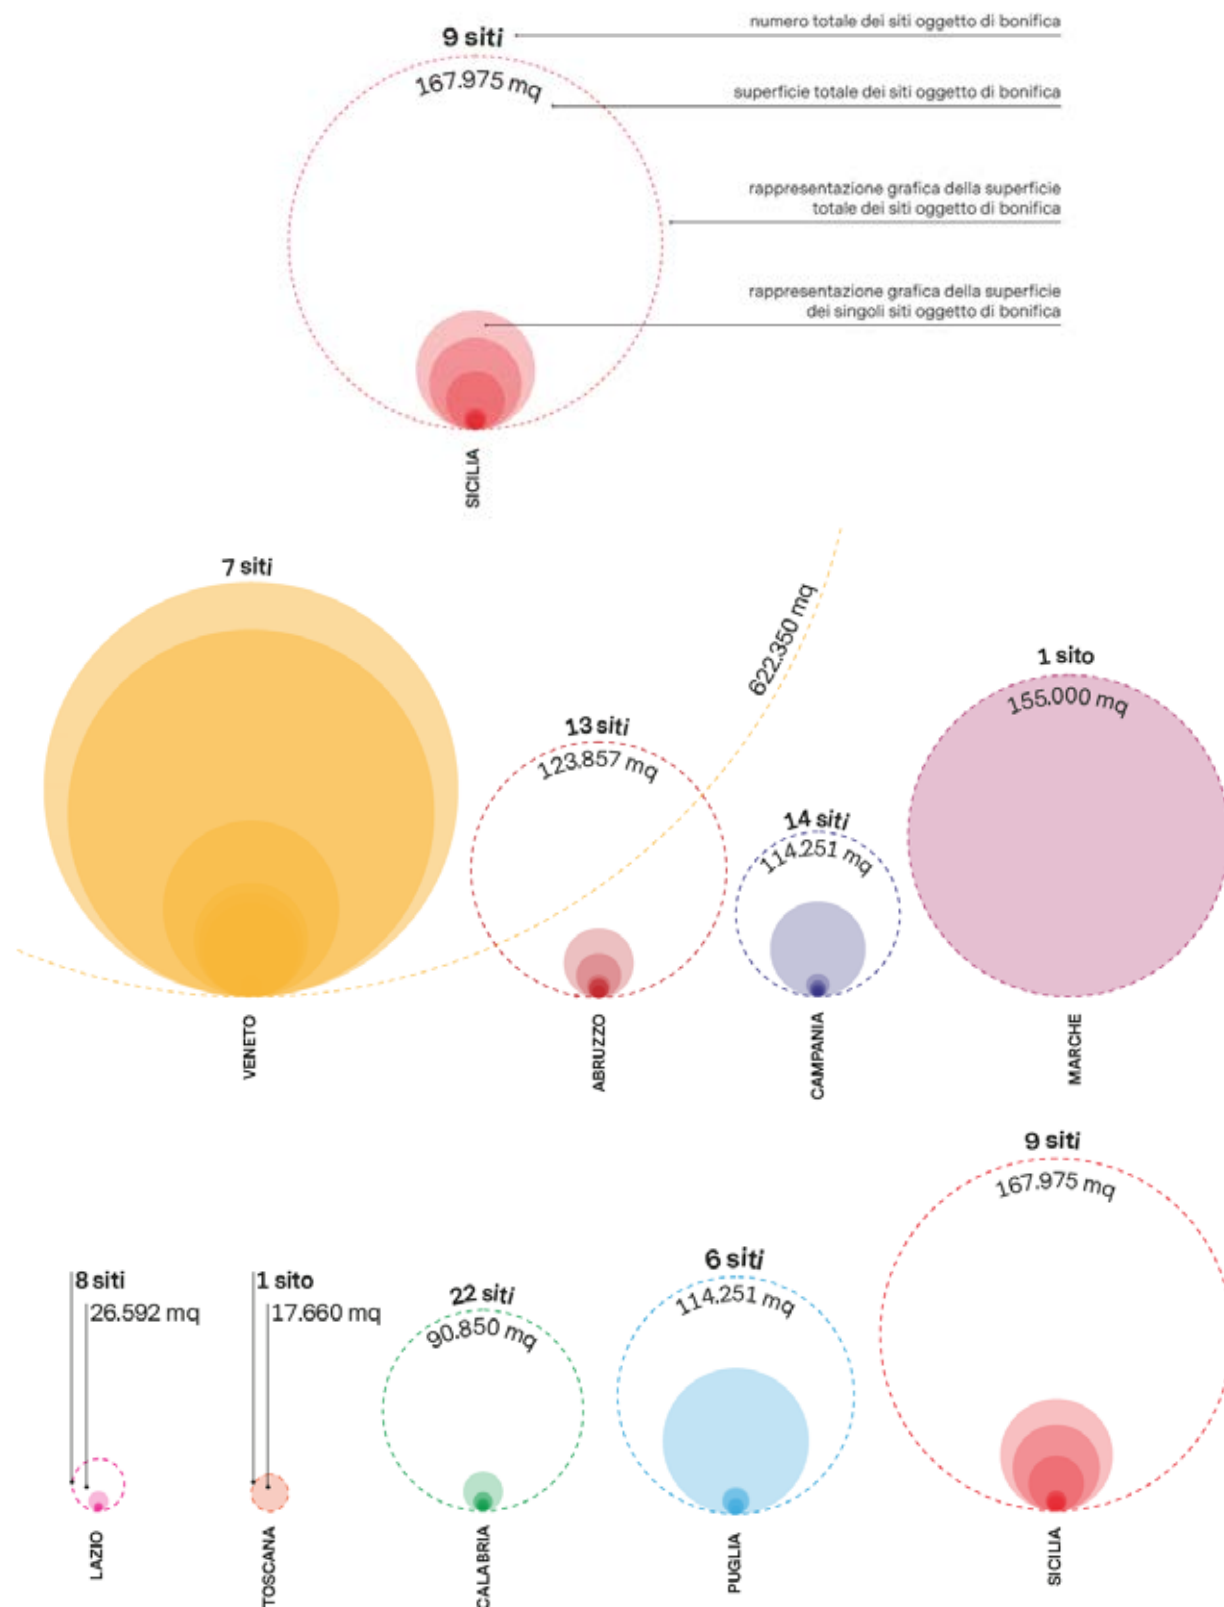 9 siti
167.975 mq
numero totale dei siti oggetto di bonifica
superficie totale dei siti oggetto di bonifica
rappresentazione grafica della superficie
totale dei siti oggetto di bonifica
rappresentazione grafica della superficie
dei singoli siti oggetto di bonifica
SICILIA
7 siti
622.350 mq
VENETO
13 siti
123.857 mq
ABRUZZO
14 siti
114.251 mq
CAMPANIA
1 sito
155.000 mq
MARCHE
8 siti
26.592 mq
LAZIO
1 sito
17.660 mq
TOSCANA
22 siti
90.850 mq
CALABRIA
6 siti
114.251 mq
PUGLIA
9 siti
167.975 mq
SICILIA